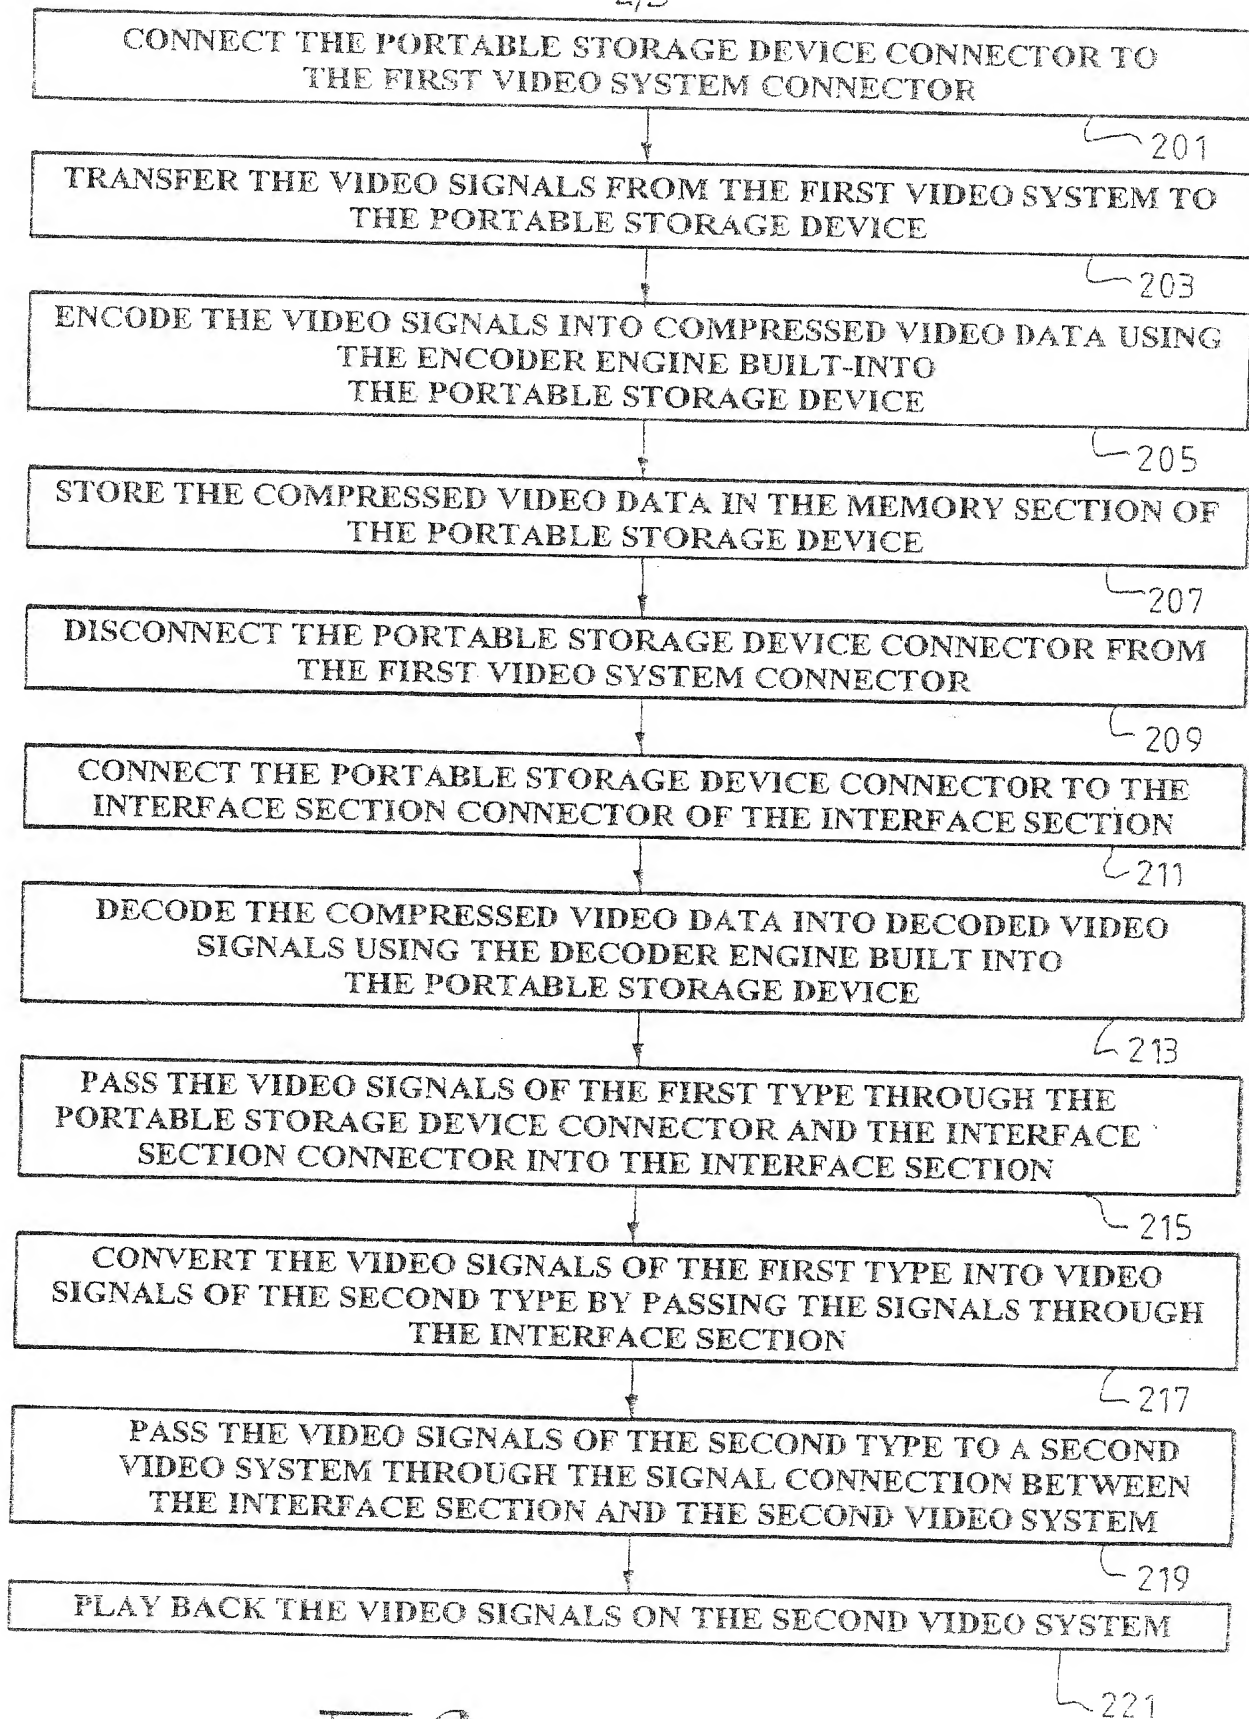 2/3
CONNECT THE PORTABLE STORAGE DEVICE CONNECTOR TO
THE FIRST VIDEO SYSTEM CONNECTOR
201
TRANSFER THE VIDEO SIGNALS FROM THE FIRST VIDEO SYSTEM TO
THE PORTABLE STORAGE DEVICE
203
ENCODE THE VIDEO SIGNALS INTO COMPRESSED VIDEO DATA USING
THE ENCODER ENGINE BUILT-INTO
THE PORTABLE STORAGE DEVICE
205
STORE THE COMPRESSED VIDEO DATA IN THE MEMORY SECTION OF
THE PORTABLE STORAGE DEVICE
207
DISCONNECT THE PORTABLE STORAGE DEVICE CONNECTOR FROM
THE FIRST VIDEO SYSTEM CONNECTOR
209
CONNECT THE PORTABLE STORAGE DEVICE CONNECTOR TO THE
INTERFACE SECTION CONNECTOR OF THE INTERFACE SECTION
211
DECODE THE COMPRESSED VIDEO DATA INTO DECODED VIDEO
SIGNALS USING THE DECODER ENGINE BUILT INTO
THE PORTABLE STORAGE DEVICE
213
PASS THE VIDEO SIGNALS OF THE FIRST TYPE THROUGH THE
PORTABLE STORAGE DEVICE CONNECTOR AND THE INTERFACE
SECTION CONNECTOR INTO THE INTERFACE SECTION
215
CONVERT THE VIDEO SIGNALS OF THE FIRST TYPE INTO VIDEO
SIGNALS OF THE SECOND TYPE BY PASSING THE SIGNALS THROUGH
THE INTERFACE SECTION
217
PASS THE VIDEO SIGNALS OF THE SECOND TYPE TO A SECOND
VIDEO SYSTEM THROUGH THE SIGNAL CONNECTION BETWEEN
THE INTERFACE SECTION AND THE SECOND VIDEO SYSTEM
219
PLAY BACK THE VIDEO SIGNALS ON THE SECOND VIDEO SYSTEM
221